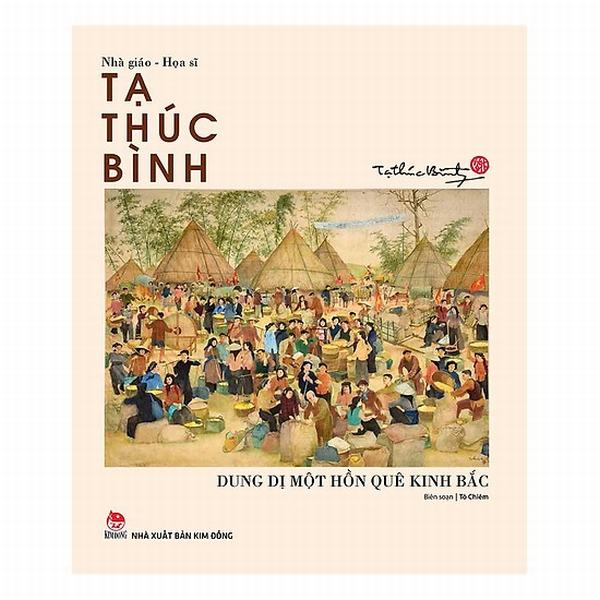 Nhà giáo - Họa sĩ
TẠ
THÚC
BÌNH
Tạ thúc Bình
DUNG DỊ MỘT HỒN QUÊ KINH BẮC
Biên soạn | Tô Chiêm
KIM ĐỒNG
NHÀ XUẤT BẢN KIM ĐỒNG